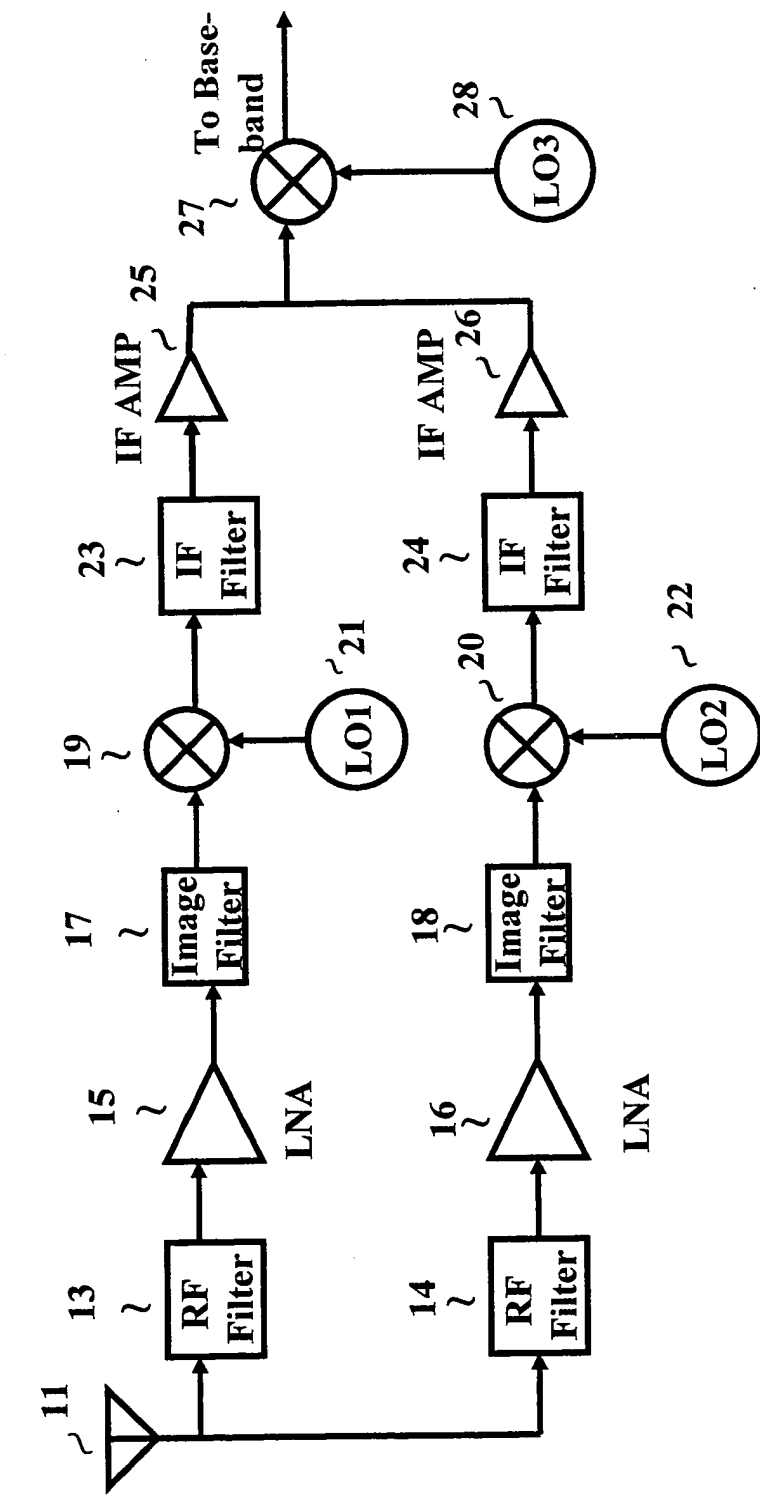 11
13
RF
Filter
15
LNA
17
Image
Filter
19
LO1
21
23
IF
Filter
IF AMP
25
14
RF
Filter
16
LNA
18
Image
Filter
20
LO2
22
24
IF
Filter
IF AMP
26
27
To Base-
band
LO3
28